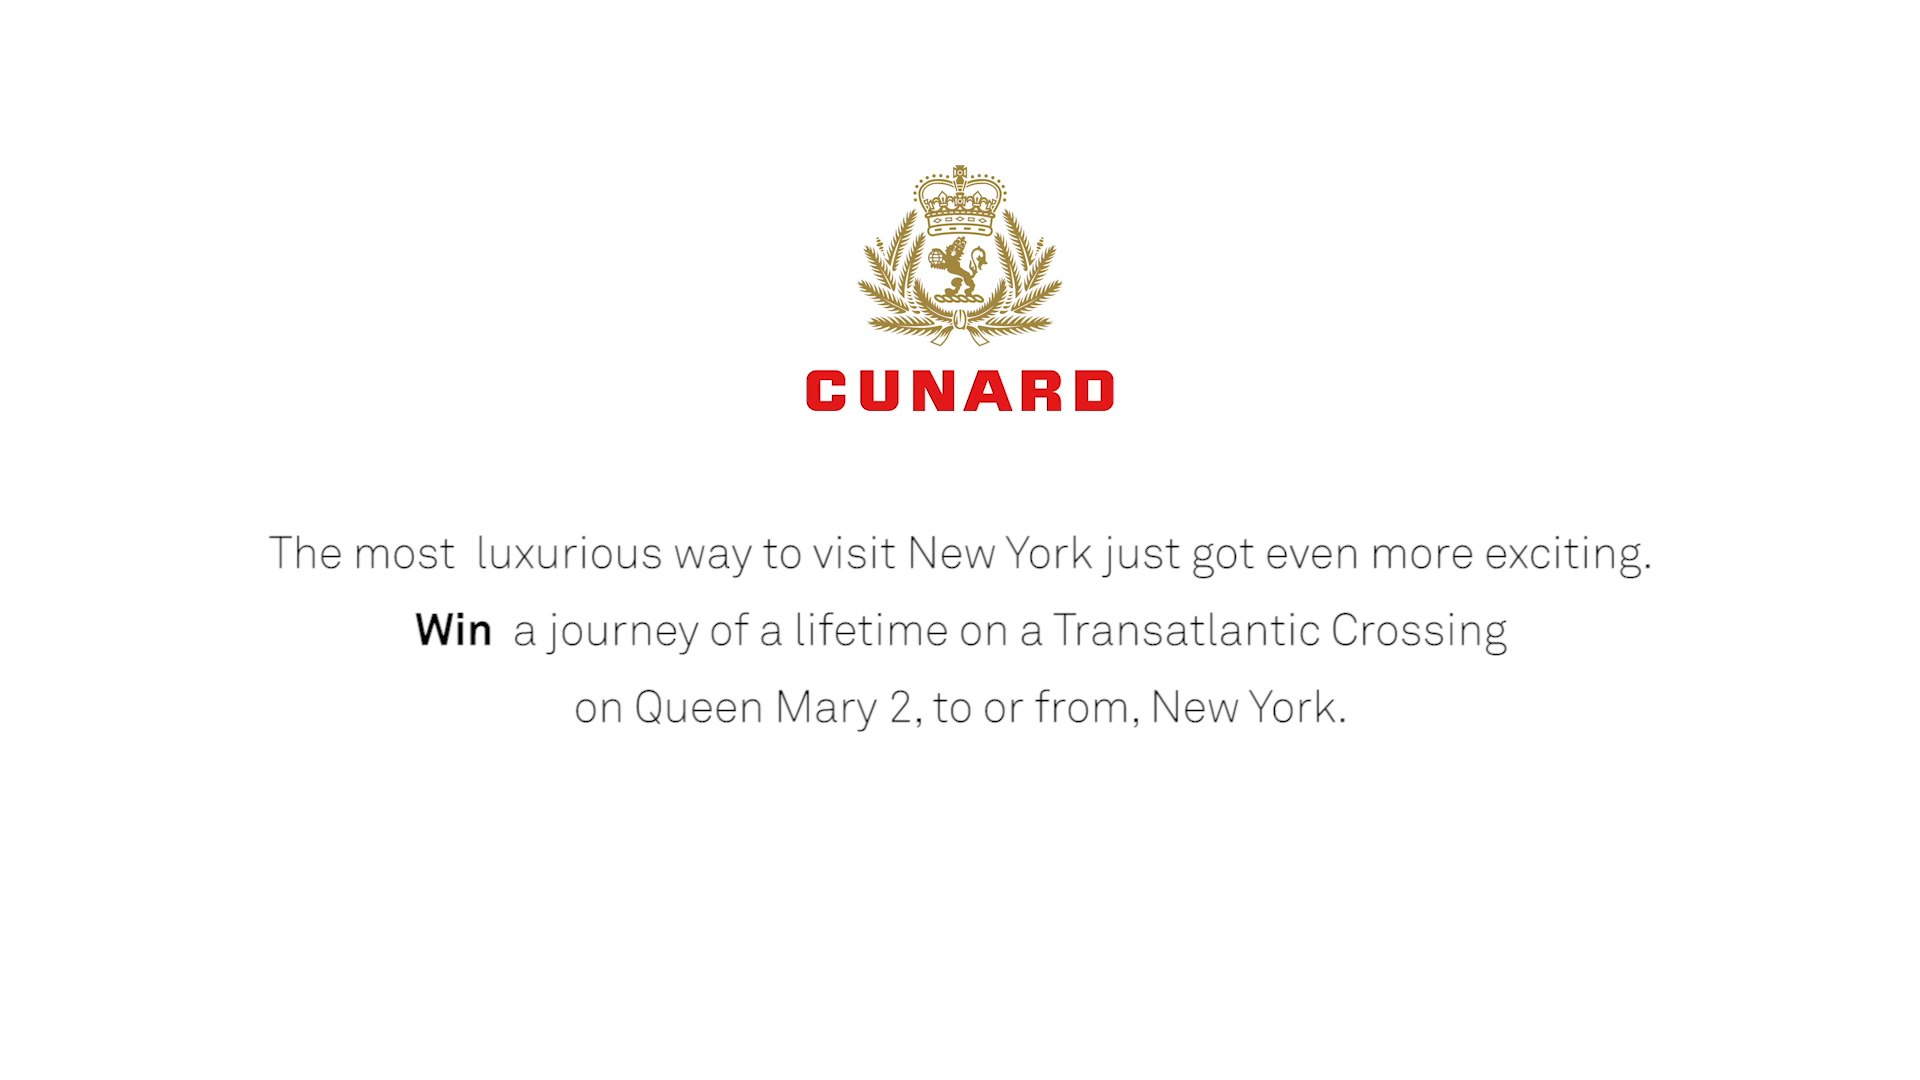 CUNARD
The most luxurious way to visit New York just got even more exciting.
Win a journey of a lifetime on a Transatlantic Crossing
on Queen Mary 2, to or from, New York.